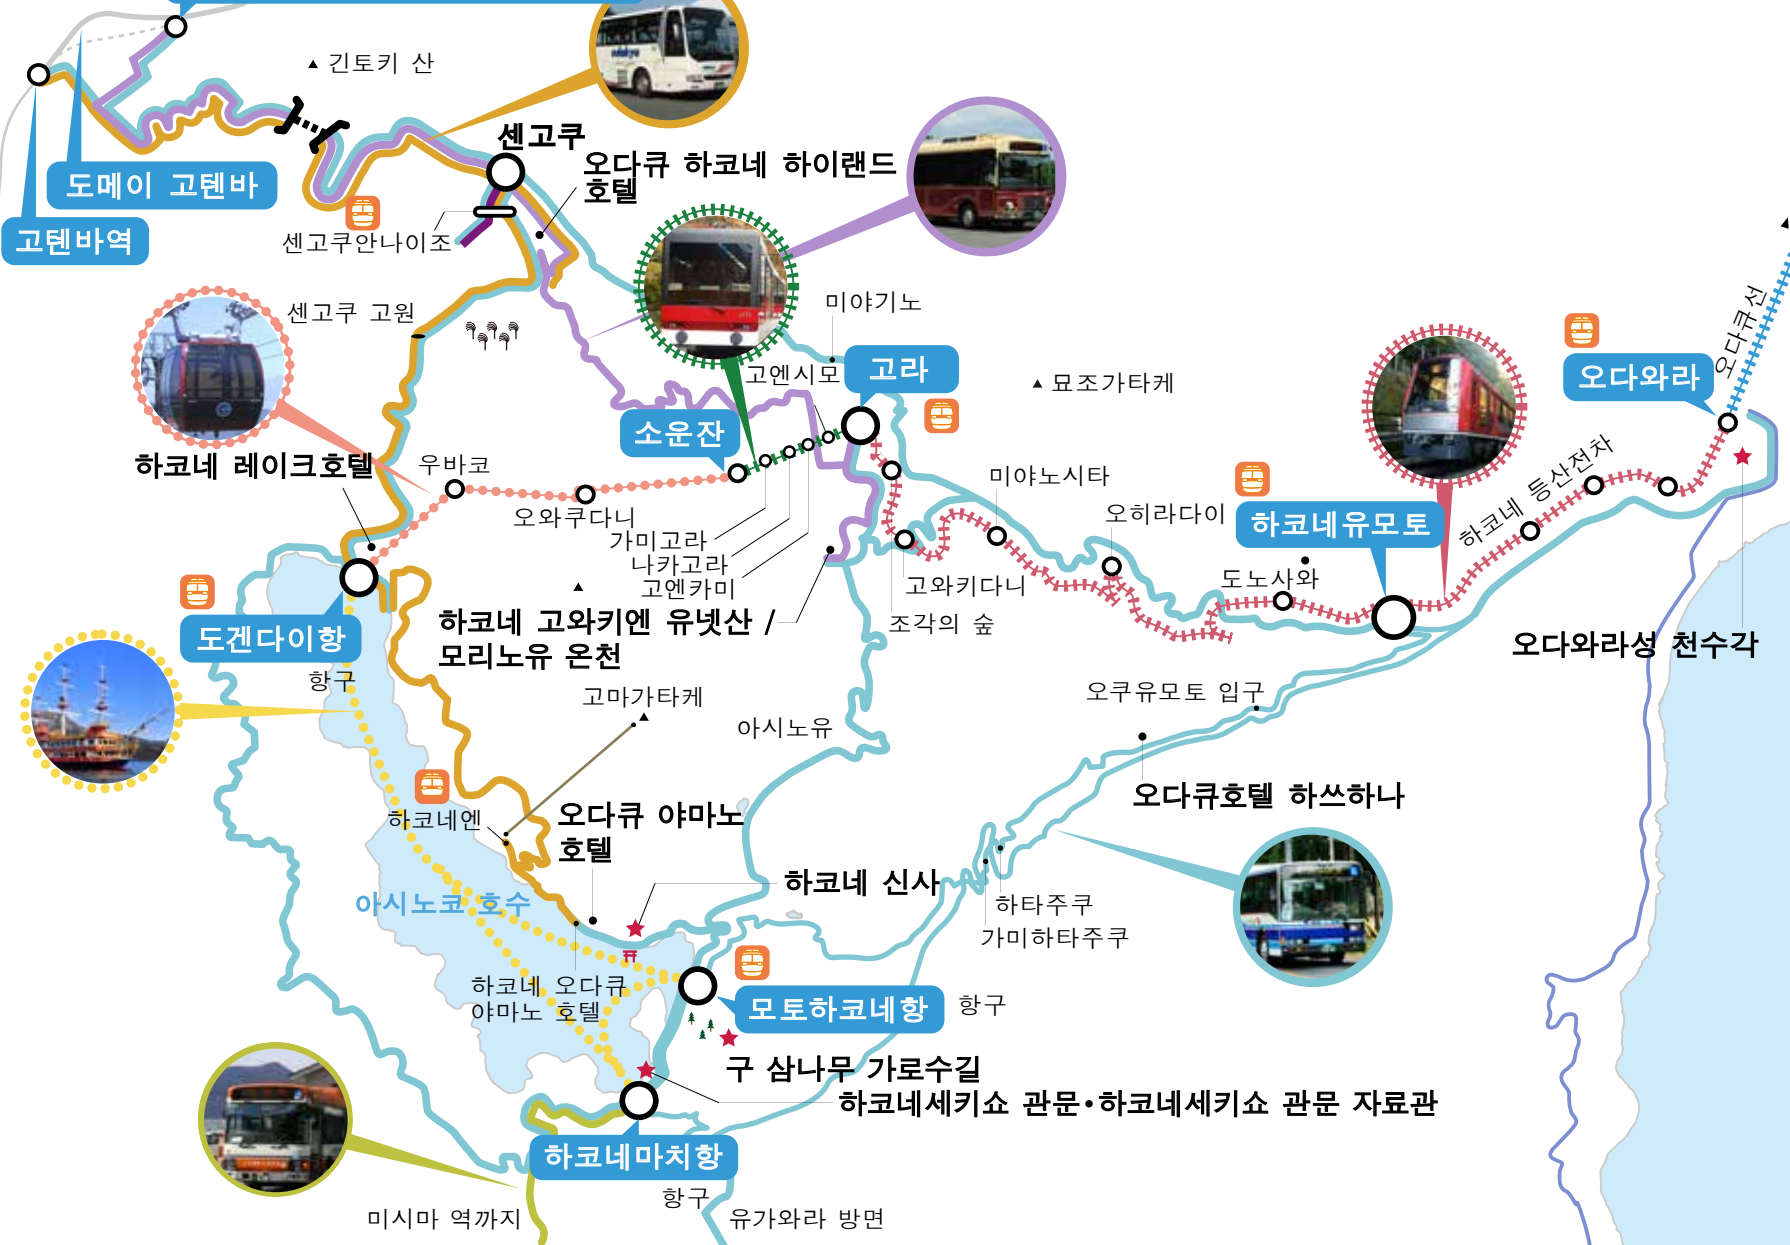 긴토키 산
센고쿠
오다큐 하코네 하이랜드
호텔
도메이 고텐바
고텐바역
센고쿠안나이조
센고쿠 고원
미야기노
고엔시모
고라
묘조가타케
오다큐선
오다와라
소운잔
하코네 레이크호텔
우바코
오와쿠다니
가미고라
나카고라
고엔카미
미야노시타
오히라다이
하코네유모토
하코네 등산전차
도노사와
고와키다니
조각의 숲
하코네 고와키엔 유넷산 /
모리노유 온천
도겐다이항
항구
오다와라성 천수각
고마가타케
아시노유
오쿠유모토 입구
오다큐호텔 하쓰하나
하코네엔
오다큐 야마노
호텔
아시노코 호수
하코네 신사
하타주쿠
가미하타주쿠
하코네 오다큐
야마노 호텔
모토하코네항
항구
구 삼나무 가로수길
하코네세키쇼 관문•하코네세키쇼 관문 자료관
하코네마치항
항구
미시마 역까지
유가와라 방면